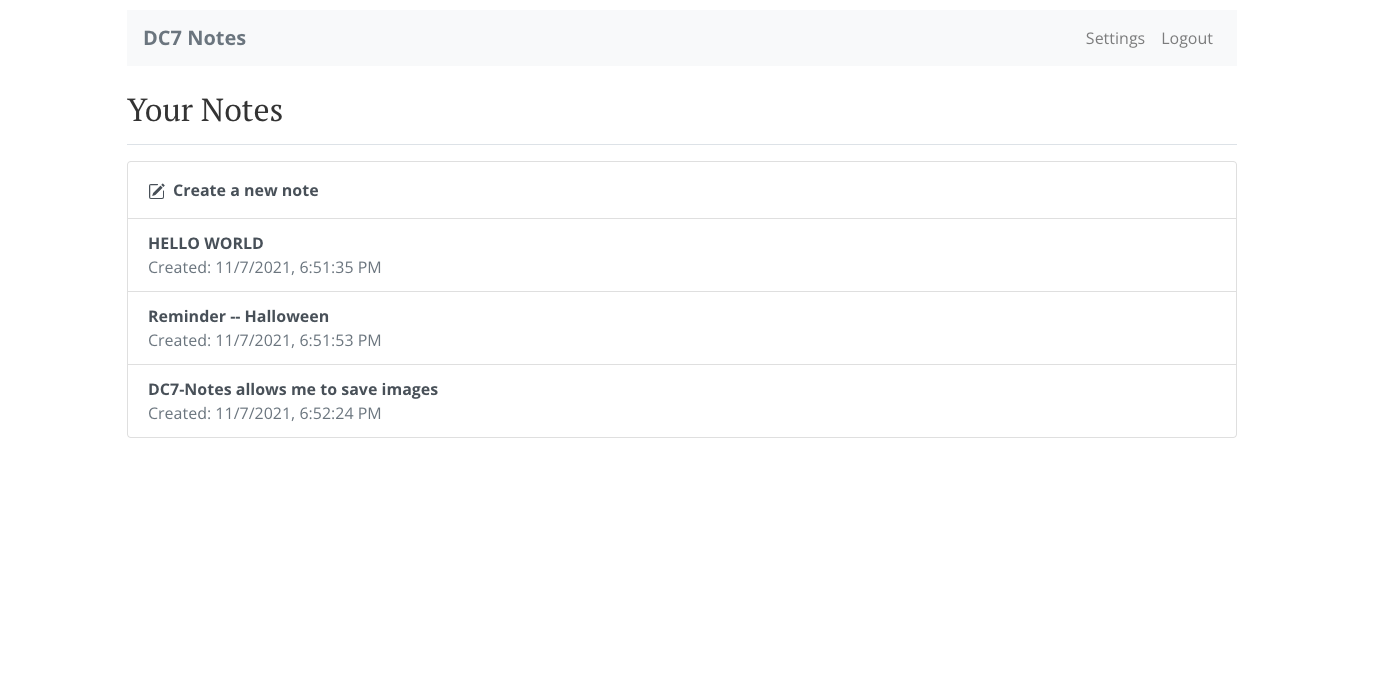 DC7 Notes
Settings
Logout
Your Notes
Create a new note
HELLO WORLD
Created: 11/7/2021, 6:51:35 PM
Reminder -- Halloween
Created: 11/7/2021, 6:51:53 PM
DC7-Notes allows me to save images
Created: 11/7/2021, 6:52:24 PM